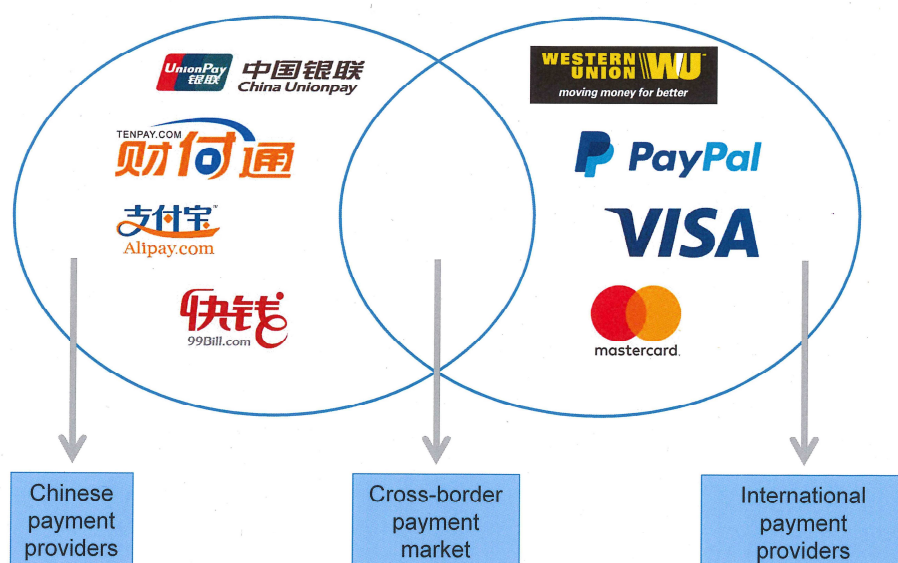 UnionPay
银联
中国银联
China Unionpay
TENPAY.COM
财付通
支付宝™
Alipay.com
快钱
99Bill.com
WESTERN
UNION WU
moving money for better
PayPal
VISA
mastercard.
Chinese
payment
providers
Cross-border
payment
market
International
payment
providers